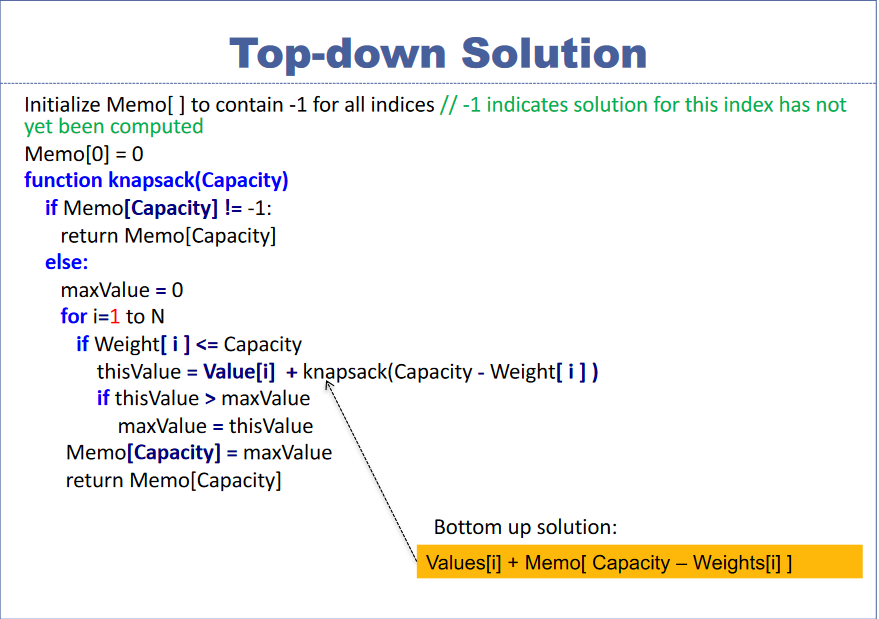 Top-down Solution
Initialize Memo[ ] to contain -1 for all indices // -1 indicates solution for this index has not
yet been computed
Memo[0] = 0
function knapsack(Capacity)
if Memo[Capacity] != -1:
return Memo[Capacity]
else:
maxValue = 0
for i=1 to N
if Weight[ i ] <= Capacity
thisValue = Value[i] + knapsack(Capacity - Weight[ i ] )
if thisValue > maxValue
maxValue = thisValue
Memo[Capacity] = maxValue
return Memo[Capacity]
Bottom up solution:
Values[i] + Memo[ Capacity – Weights[i] ]